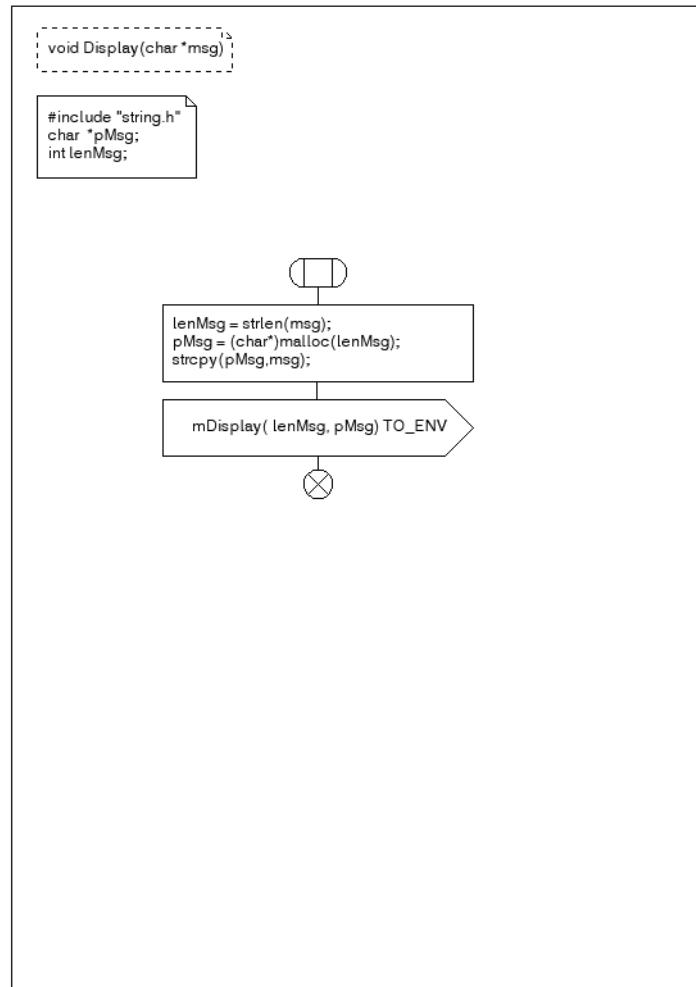 void Display(char *msg)
#include "string.h"
char *pMsg;
int lenMsg;
lenMsg = strlen(msg);
pMsg = (char*)malloc(lenMsg);
strcpy(pMsg,msg);
mDisplay( lenMsg, pMsg) TO_ENV